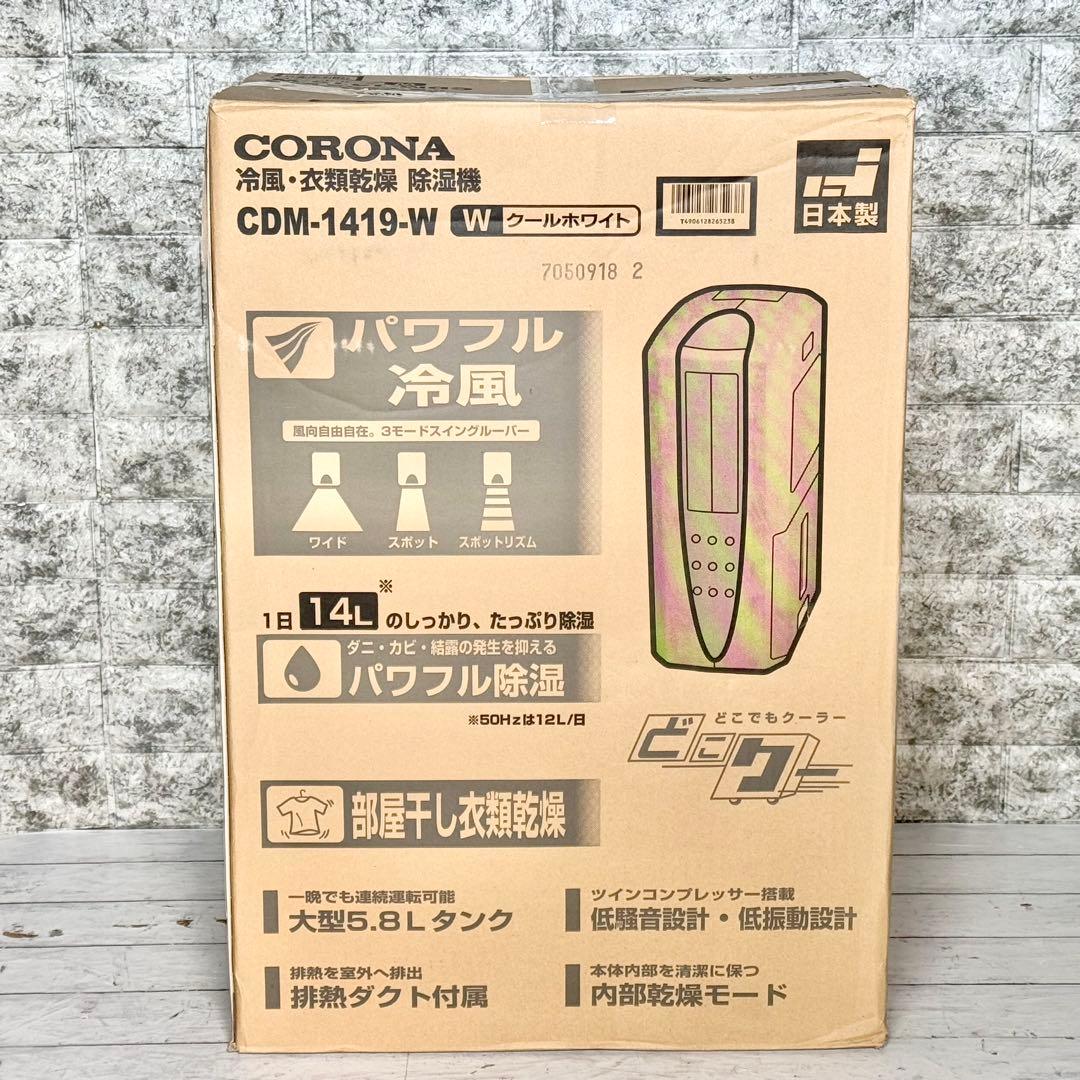 CORONA
冷風・衣類乾燥 除湿機
CDM-1419-W W クールホワイト
T4906128265238
日本製
7050918 2
パワフル
冷風
風向自由自在。3モードスイングルーバー
ワイド スポット スポットリズム
1日 14L※ のしっかり、たっぷり除湿
ダニ・カビ・結露の発生を抑える
パワフル除湿
※50Hzは12L/日
どこでもクーラー
どこクー
部屋干し衣類乾燥
一晩でも連続運転可能
大型5.8Lタンク
ツインコンプレッサー搭載
低騒音設計・低振動設計
排熱を室外へ排出
排熱ダクト付属
本体内部を清潔に保つ
内部乾燥モード